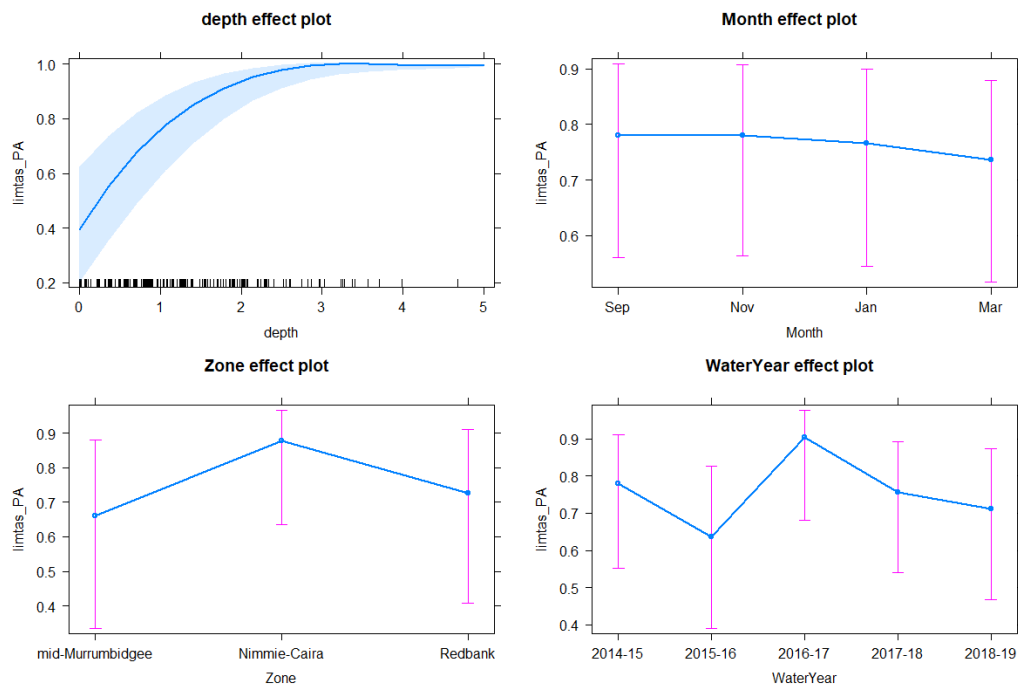 depth effect plot
limtas_PA
1.0
0.8
0.6
0.4
0.2
0 1 2 3 4 5
depth
Month effect plot
limtas_PA
0.9
0.8
0.7
0.6
Sep Nov Jan Mar
Month
Zone effect plot
limtas_PA
0.9
0.8
0.7
0.6
0.5
0.4
mid-Murrumbidgee Nimmie-Caira Redbank
Zone
WaterYear effect plot
limtas_PA
0.9
0.8
0.7
0.6
0.5
0.4
2014-15 2015-16 2016-17 2017-18 2018-19
WaterYear